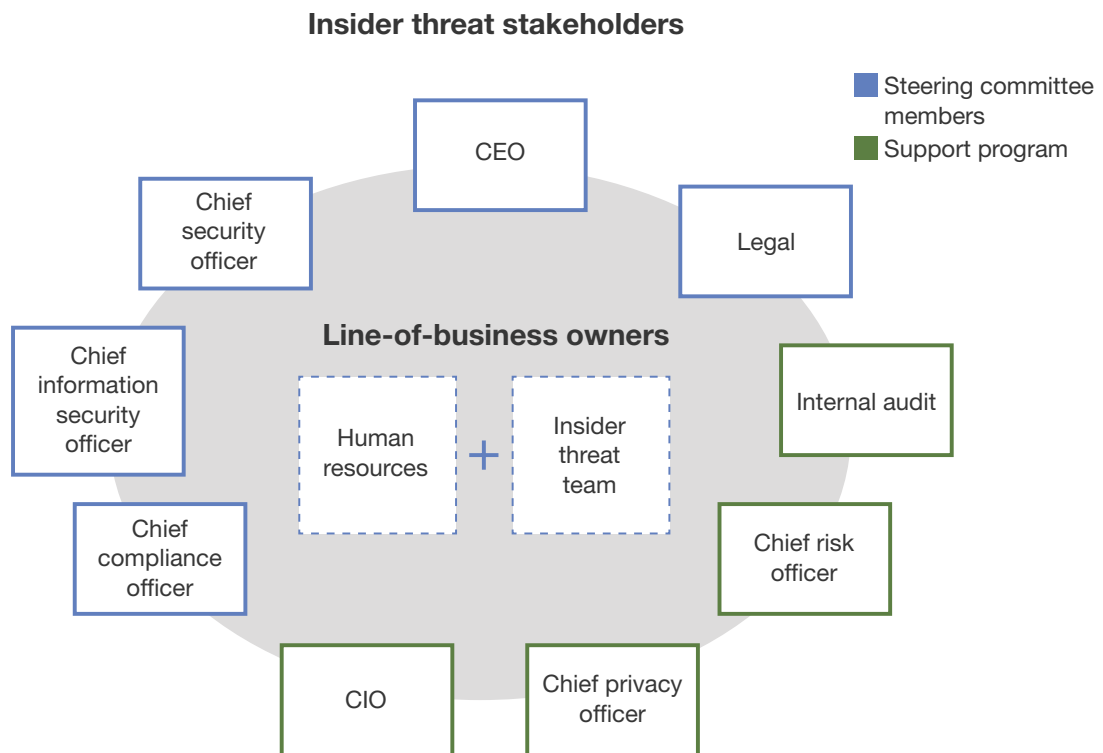 Insider threat stakeholders
Steering committee
members
Support program
CEO
Chief
security
officer
Legal
Line-of-business owners
Chief
information
security
officer
Human
resources
+
Insider
threat
team
Internal audit
Chief
compliance
officer
Chief risk
officer
CIO
Chief privacy
officer